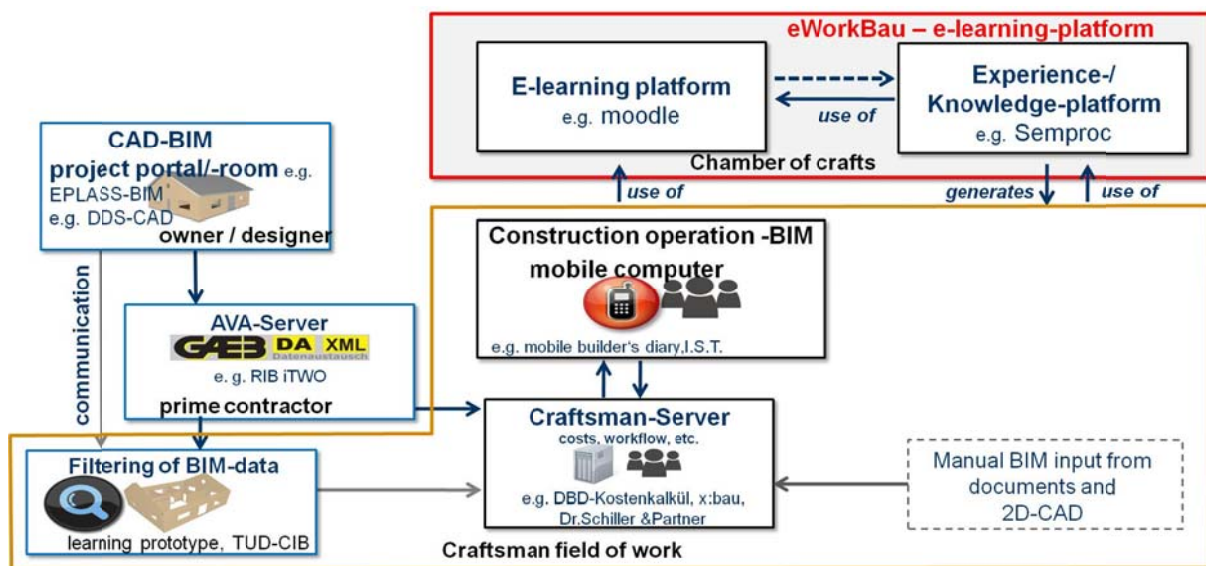 eWorkBau – e-learning-platform
E-learning platform
e.g. moodle
use of
Experience-/
Knowledge-platform
e.g. Semproc
Chamber of crafts
use of
generates
use of
CAD-BIM
project portal/-room e.g.
EPLASS-BIM
e.g. DDS-CAD
owner / designer
communication
AVA-Server
GAEB DA XML
Datenaustausch
e. g. RIB iTWO
prime contractor
Construction operation -BIM
mobile computer
e.g. mobile builder's diary,I.S.T.
Craftsman-Server
costs, workflow, etc.
e.g. DBD-Kostenkalkül, x:bau,
Dr.Schiller &Partner
Filtering of BIM-data
learning prototype, TUD-CIB
Manual BIM input from
documents and
2D-CAD
Craftsman field of work